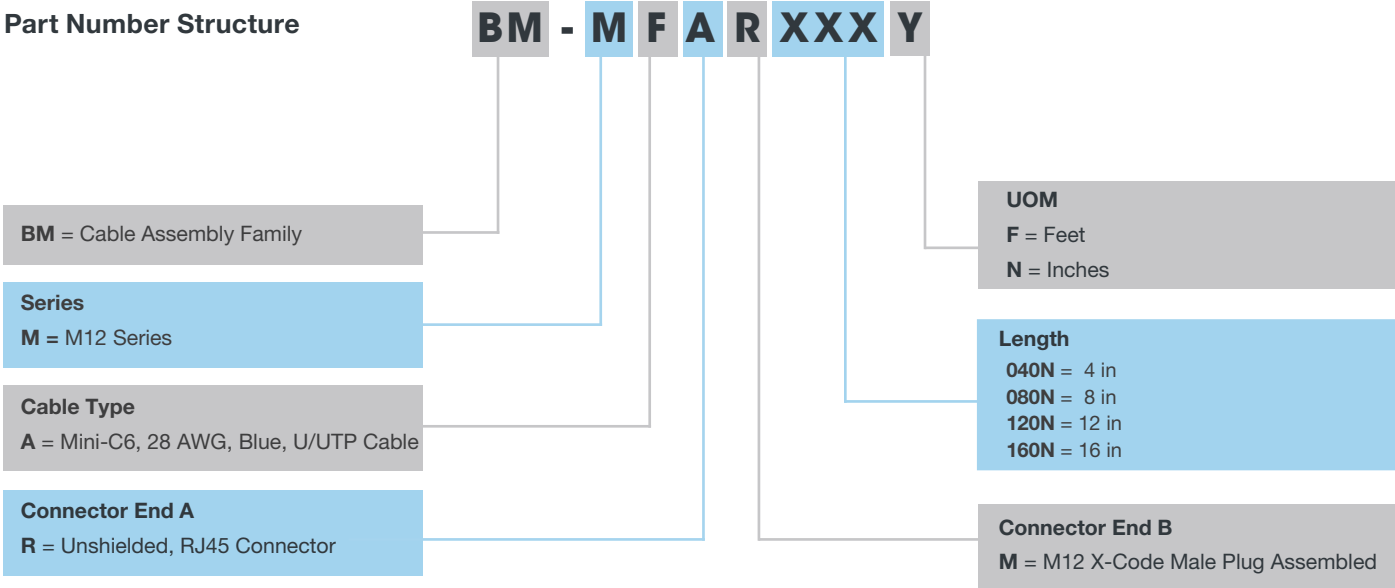 Part Number Structure
BM - M F A R XXX Y
BM = Cable Assembly Family
Series
M = M12 Series
Cable Type
A = Mini-C6, 28 AWG, Blue, U/UTP Cable
Connector End A
R = Unshielded, RJ45 Connector
UOM
F = Feet
N = Inches
Length
040N = 4 in
080N = 8 in
120N = 12 in
160N = 16 in
Connector End B
M = M12 X-Code Male Plug Assembled